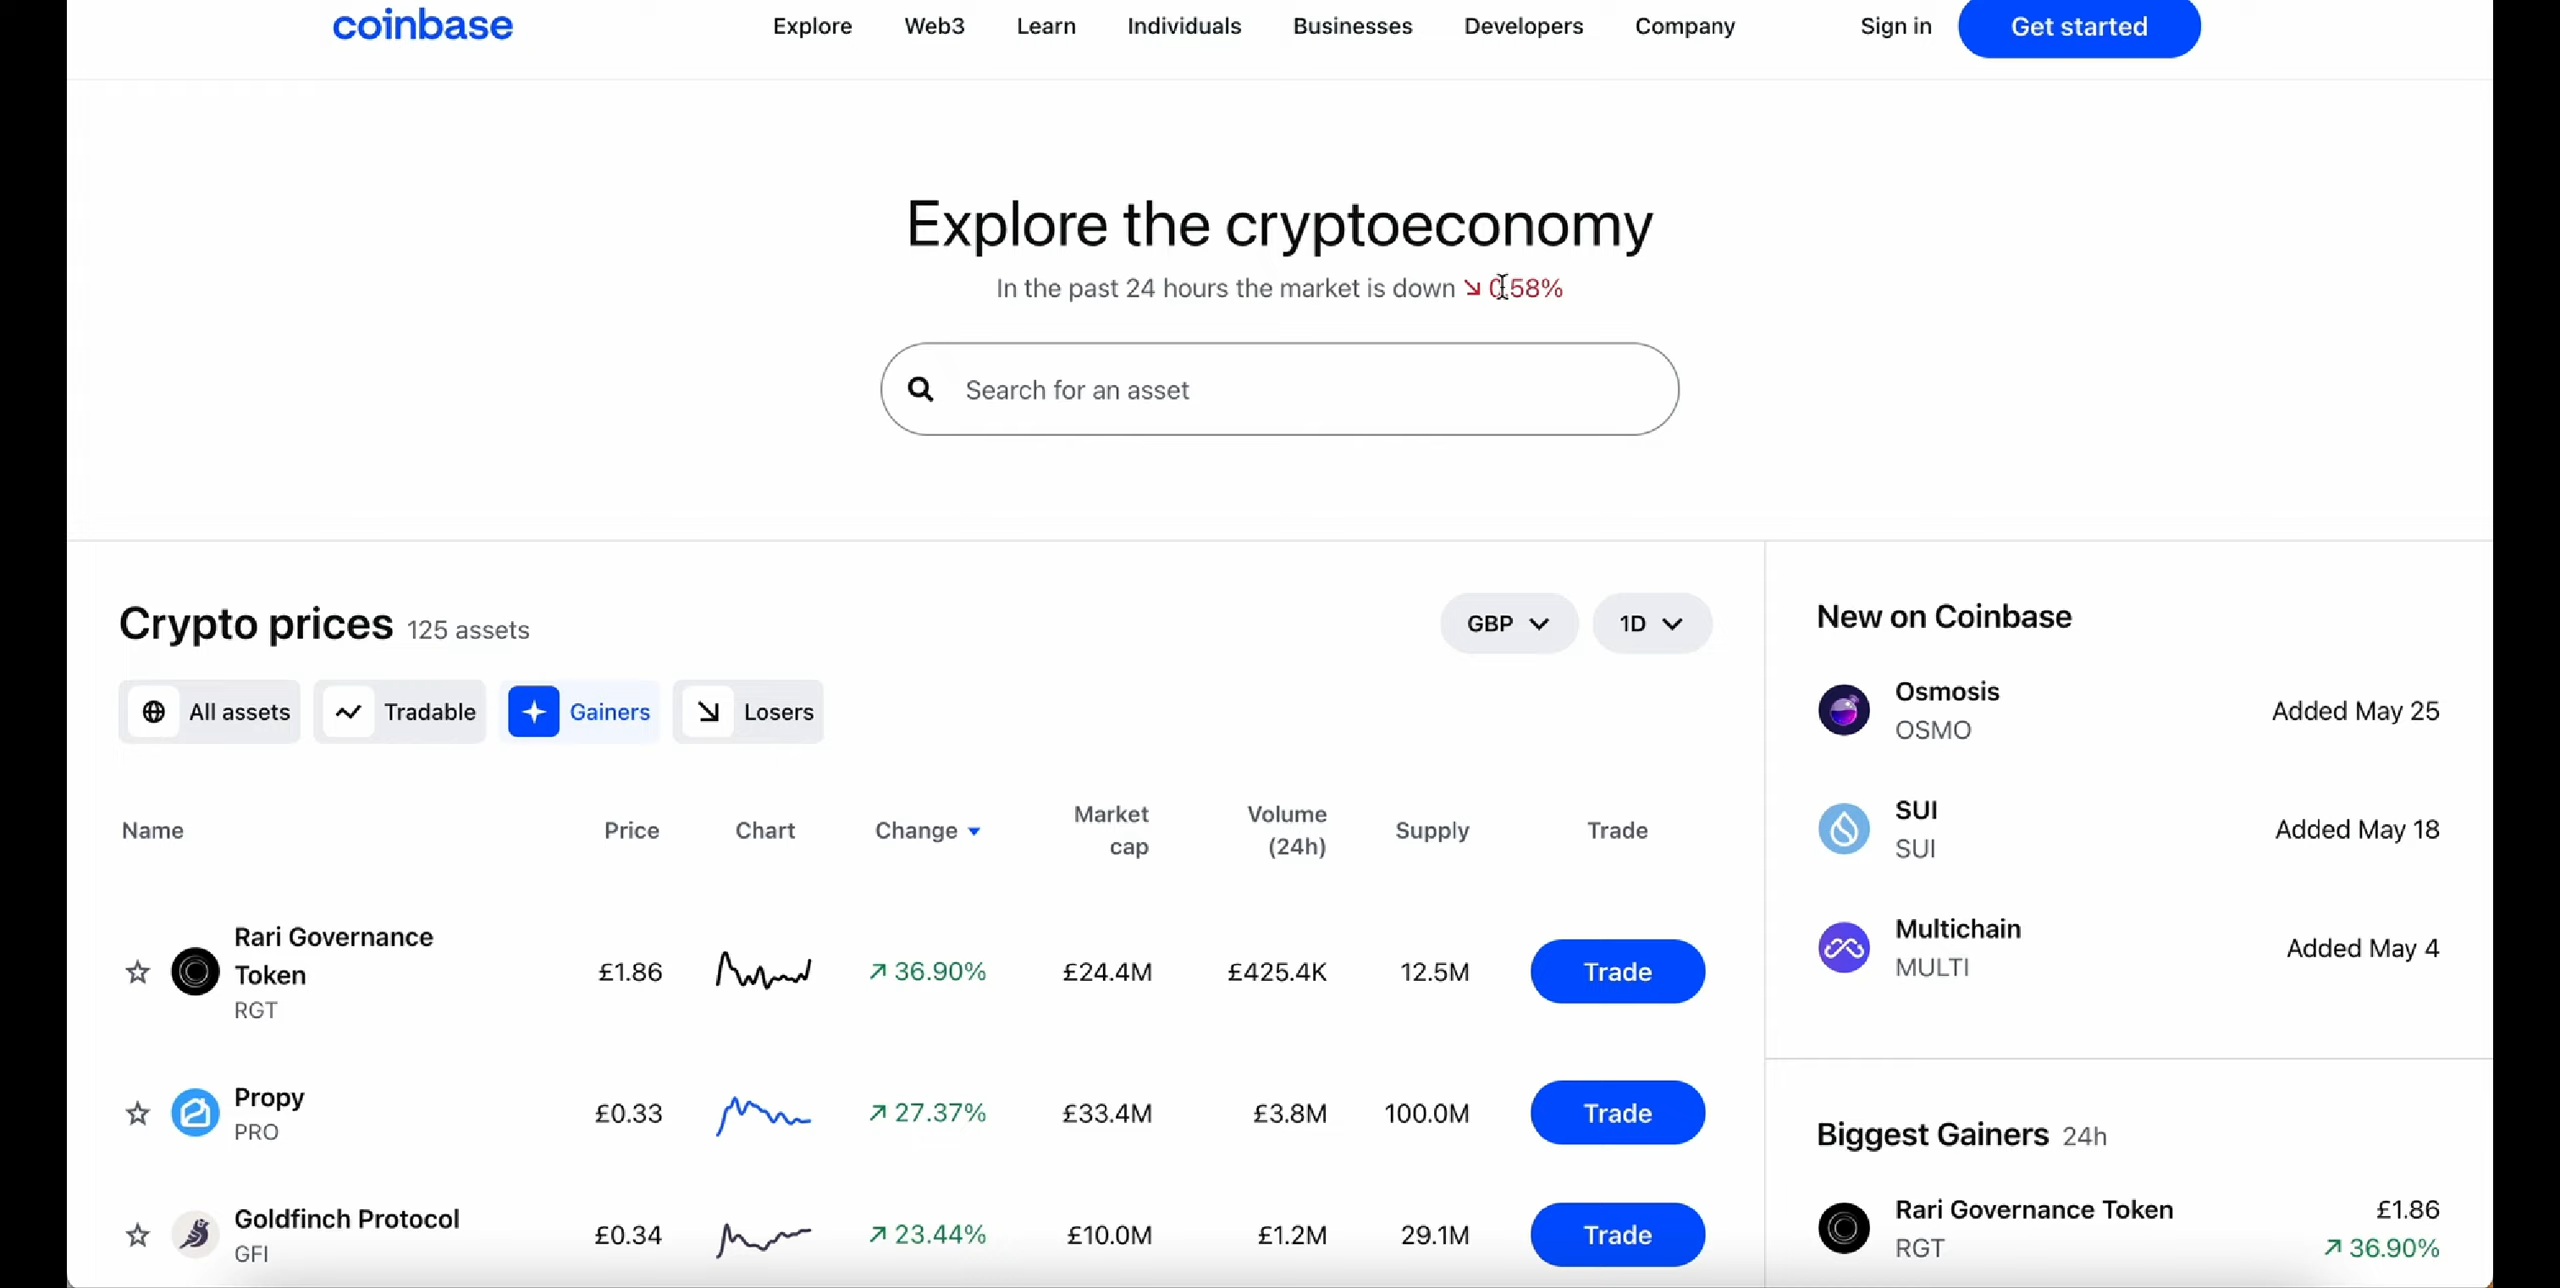 coinbase
Explore Web3 Learn Individuals Businesses Developers Company Sign in Get started
Explore the cryptoeconomy
In the past 24 hours the market is down ↘ 0.58%
Search for an asset
Crypto prices 125 assets
GBP 1D
All assets Tradable Gainers Losers
Name Price Chart Change Market cap Volume (24h) Supply Trade
Rari Governance Token
RGT
£1.86 ↗ 36.90% £24.4M £425.4K 12.5M Trade
Propy
PRO
£0.33 ↗ 27.37% £33.4M £3.8M 100.0M Trade
Goldfinch Protocol
GFI
£0.34 ↗ 23.44% £10.0M £1.2M 29.1M Trade
New on Coinbase
Osmosis
OSMO
Added May 25
SUI
SUI
Added May 18
Multichain
MULTI
Added May 4
Biggest Gainers 24h
Rari Governance Token £1.86
RGT ↗ 36.90%